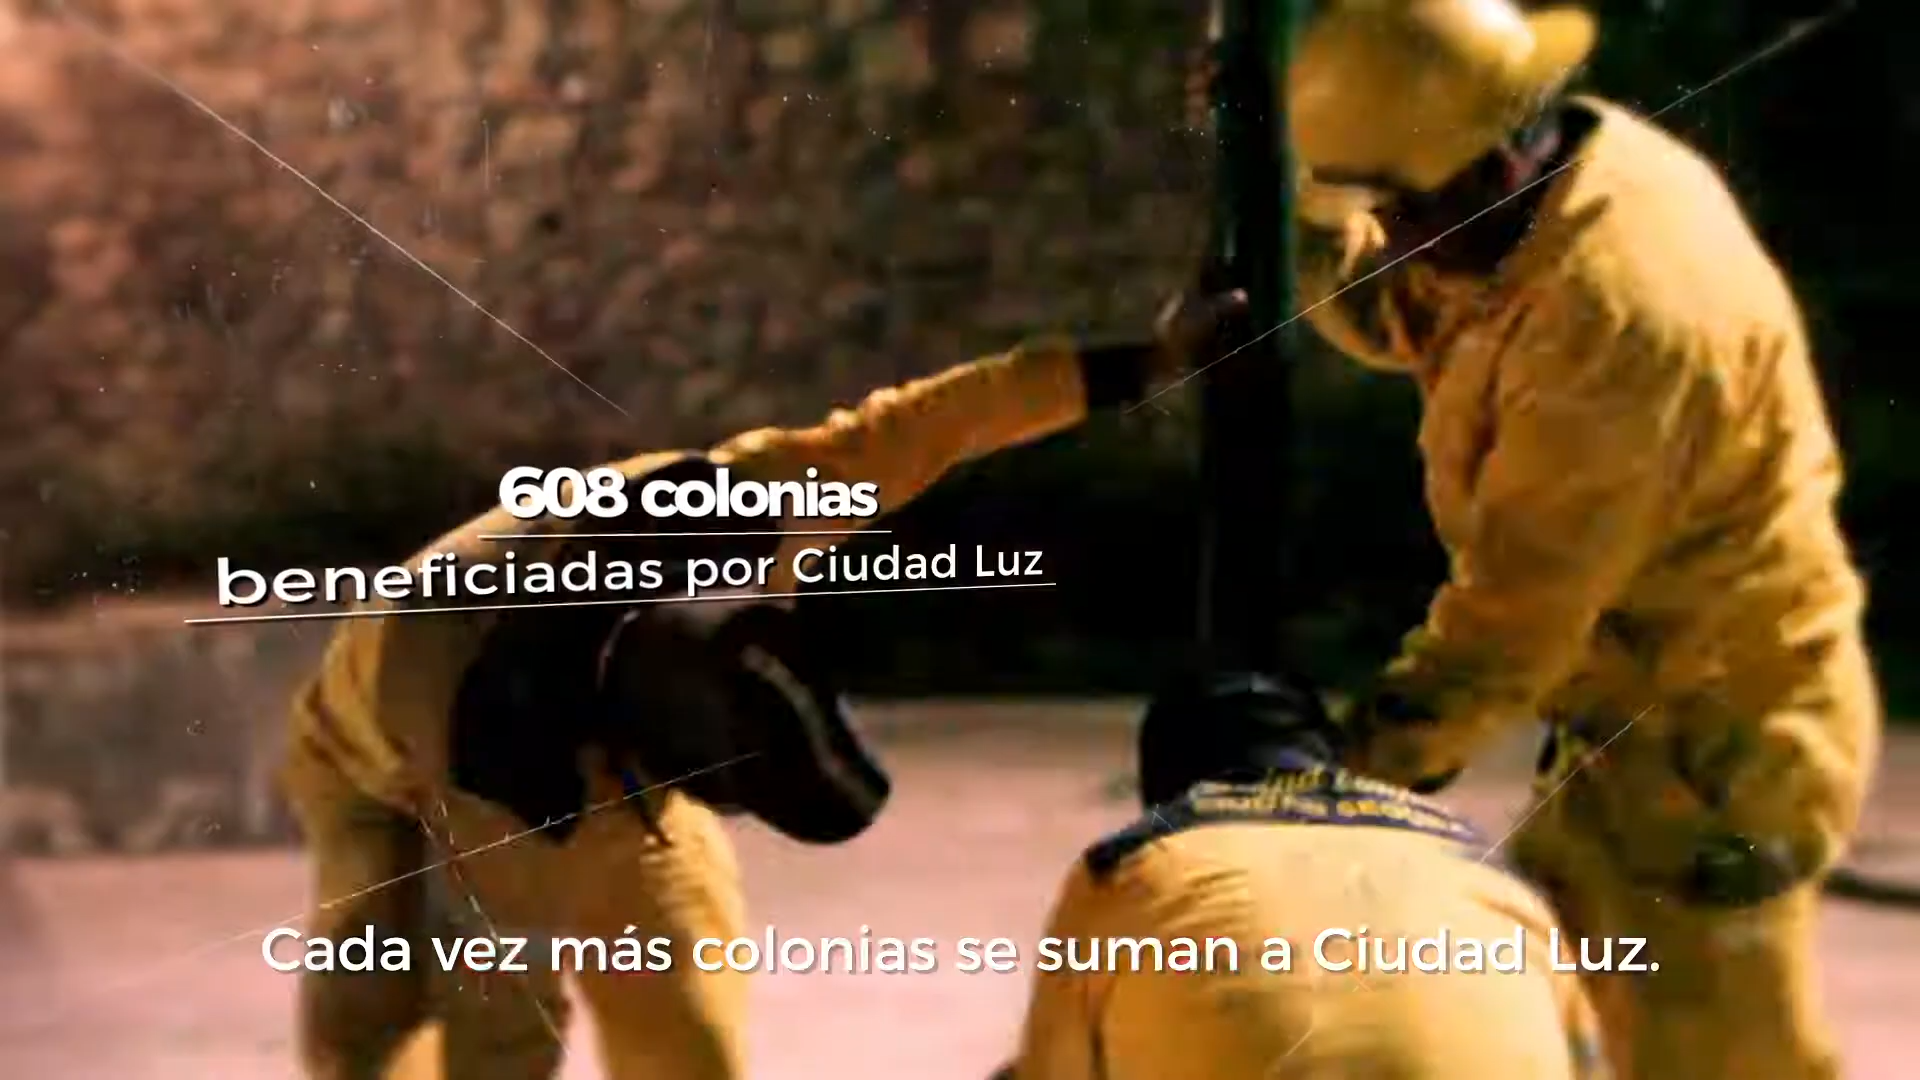 608 colonias
beneficiadas por Ciudad Luz
Cada vez más colonias se suman a Ciudad Luz.